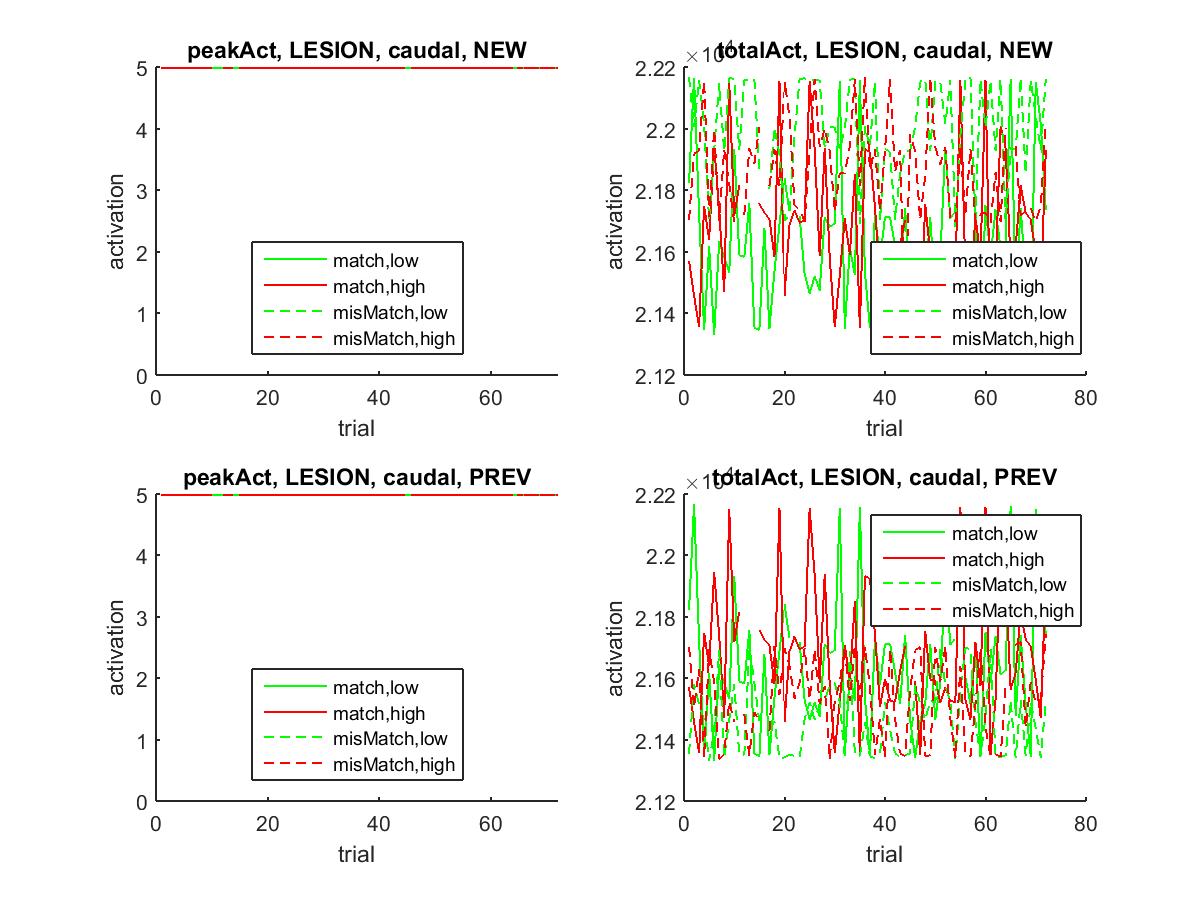 peakAct, LESION, caudal, NEW
5
4
3
2
1
0
activation
match,low
match,high
misMatch,low
misMatch,high
0 20 40 60
trial
×10⁴
totalAct, LESION, caudal, NEW
2.22
2.2
2.18
2.16
2.14
2.12
activation
match,low
match,high
misMatch,low
misMatch,high
0 20 40 60 80
trial
peakAct, LESION, caudal, PREV
5
4
3
2
1
0
activation
match,low
match,high
misMatch,low
misMatch,high
0 20 40 60
trial
×10⁴
totalAct, LESION, caudal, PREV
2.22
2.2
2.18
2.16
2.14
2.12
activation
match,low
match,high
misMatch,low
misMatch,high
0 20 40 60 80
trial